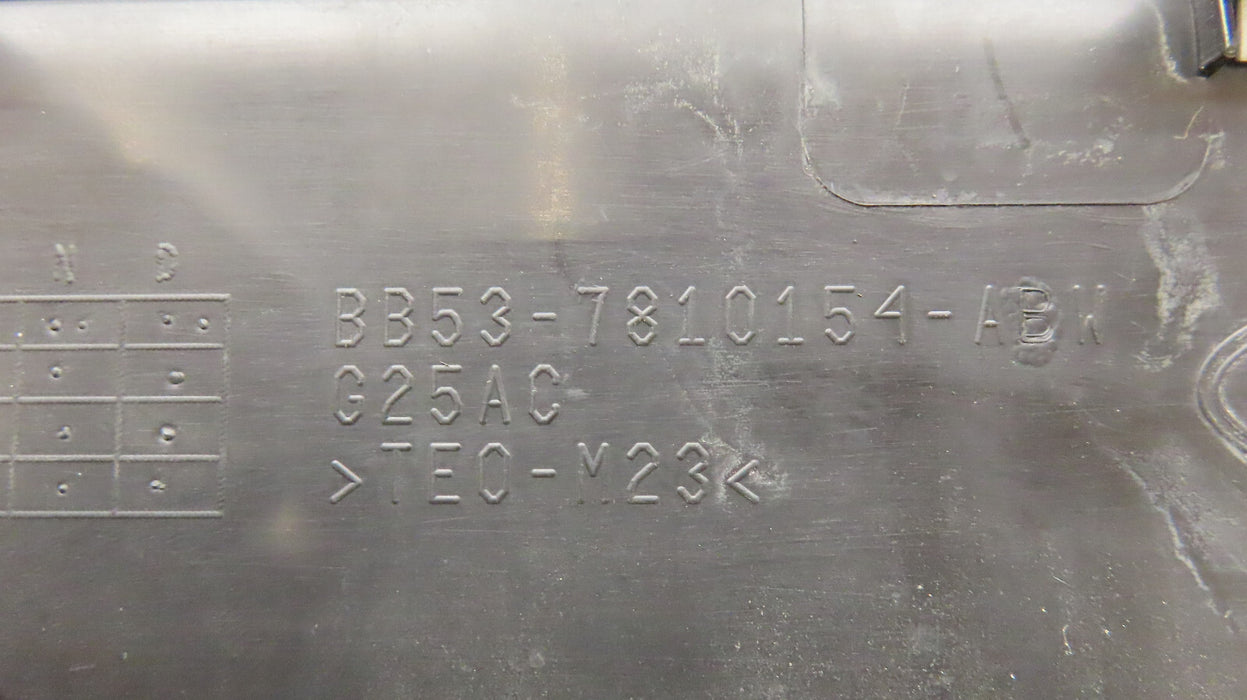 N D
BB53-7810154-ABW
G25AC
>TEO-M23<